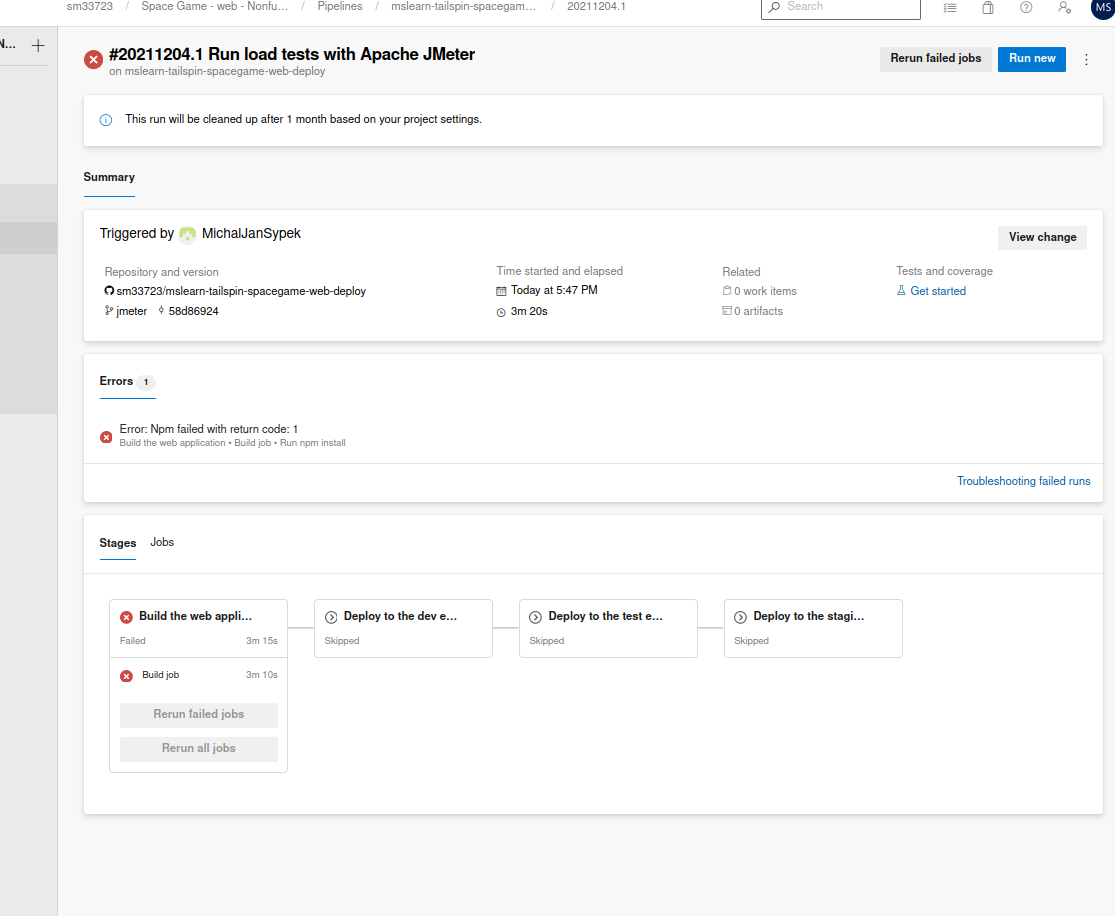 sm33723 / Space Game - web - Nonfu... / Pipelines / mslearn-tailspin-spacegam... / 20211204.1
Search
MS
N...
#20211204.1 Run load tests with Apache JMeter
on mslearn-tailspin-spacegame-web-deploy
Rerun failed jobs
Run new
This run will be cleaned up after 1 month based on your project settings.
Summary
Triggered by MichalJanSypek
View change
Repository and version
sm33723/mslearn-tailspin-spacegame-web-deploy
jmeter 58d86924
Time started and elapsed
Today at 5:47 PM
3m 20s
Related
0 work items
0 artifacts
Tests and coverage
Get started
Errors 1
Error: Npm failed with return code: 1
Build the web application • Build job • Run npm install
Troubleshooting failed runs
Stages Jobs
Build the web appli...
Failed 3m 15s
Build job 3m 10s
Rerun failed jobs
Rerun all jobs
Deploy to the dev e...
Skipped
Deploy to the test e...
Skipped
Deploy to the stagi...
Skipped